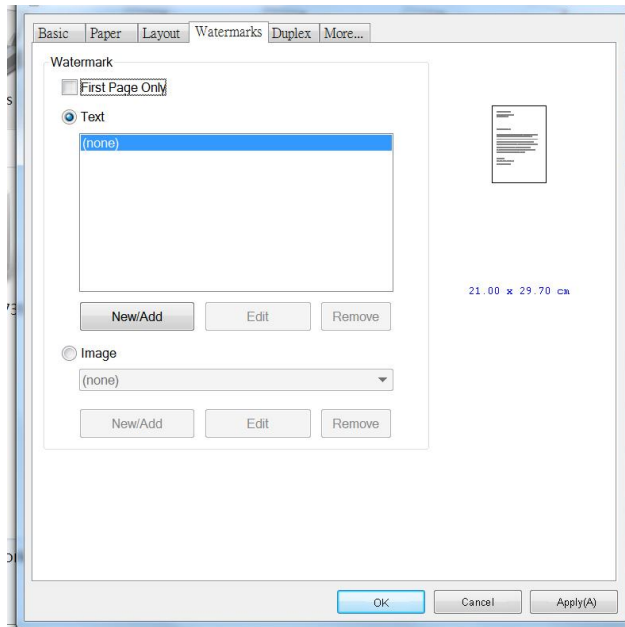 Basic Paper Layout Watermarks Duplex More...
Watermark
First Page Only
Text
(none)
21.00 x 29.70 cm
New/Add Edit Remove
Image
(none)
New/Add Edit Remove
OK Cancel Apply(A)